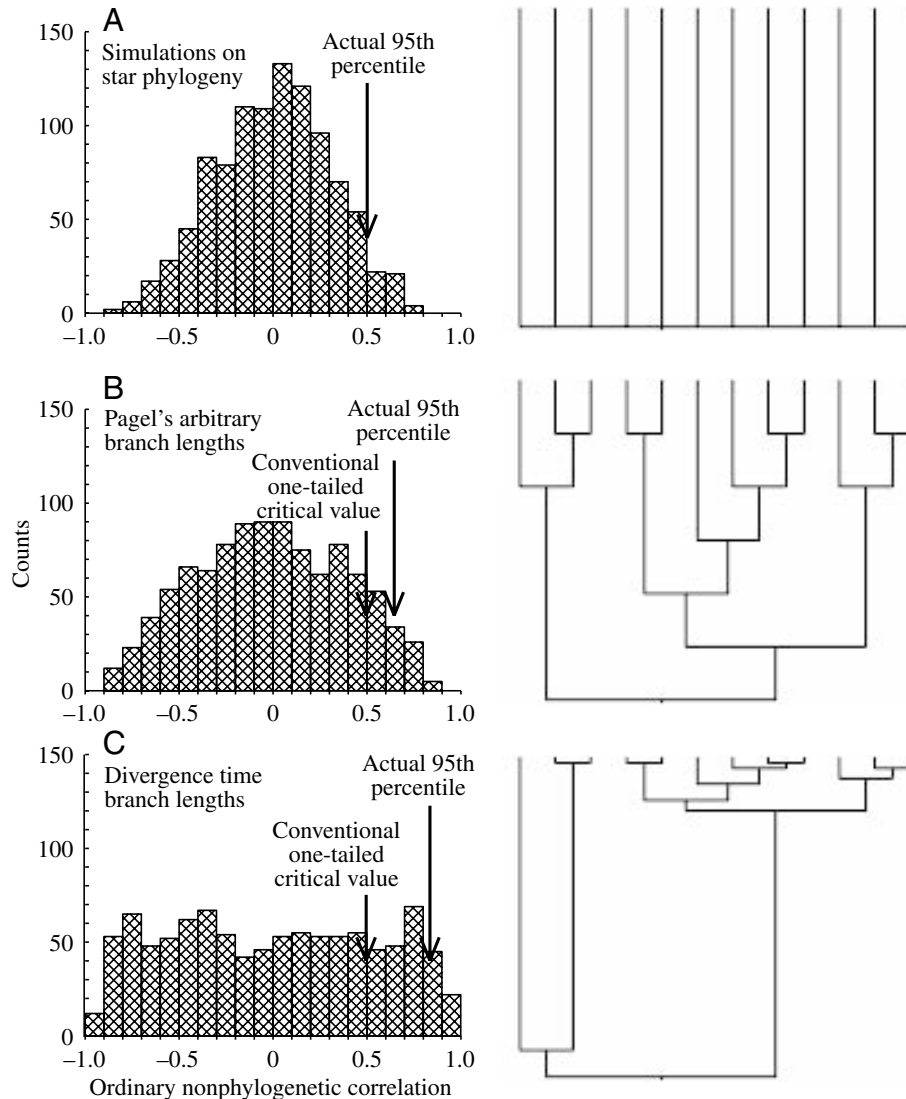 A
Simulations on
star phylogeny
Actual 95th
percentile
150
100
50
0
–1.0
–0.5
0
0.5
1.0
B
Pagel's arbitrary
branch lengths
Actual 95th
percentile
Conventional
one-tailed
critical value
Counts
150
100
50
0
–1.0
–0.5
0
0.5
1.0
C
Divergence time
branch lengths
Actual 95th
percentile
Conventional
one-tailed
critical value
150
100
50
0
–1.0
–0.5
0
0.5
1.0
Ordinary nonphylogenetic correlation